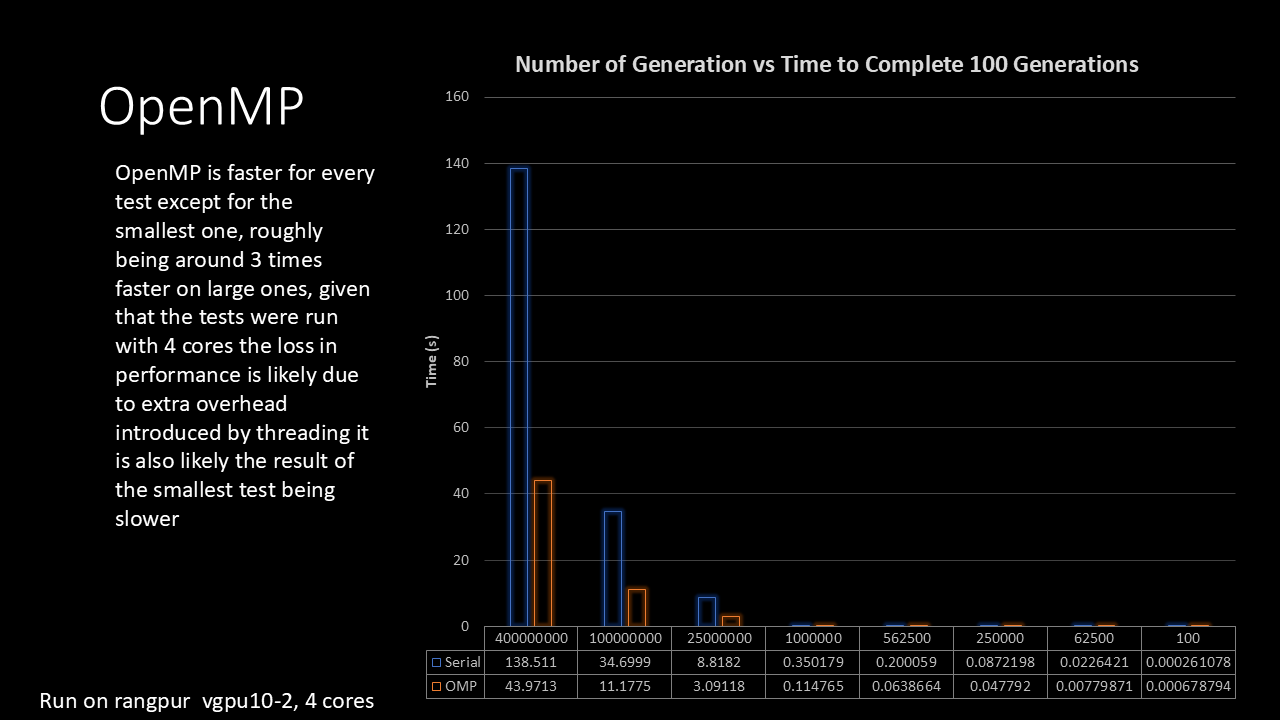 OpenMP
OpenMP is faster for every
test except for the
smallest one, roughly
being around 3 times
faster on large ones, given
that the tests were run
with 4 cores the loss in
performance is likely due
to extra overhead
introduced by threading it
is also likely the result of
the smallest test being
slower
Run on rangpur vgpu10-2, 4 cores
Number of Generation vs Time to Complete 100 Generations
Time (s)
160
140
120
100
80
60
40
20
0
400000000 100000000 25000000 1000000 562500 250000 62500 100
Serial 138.511 34.6999 8.8182 0.350179 0.200059 0.0872198 0.0226421 0.000261078
OMP 43.9713 11.1775 3.09118 0.114765 0.0638664 0.047792 0.00779871 0.000678794